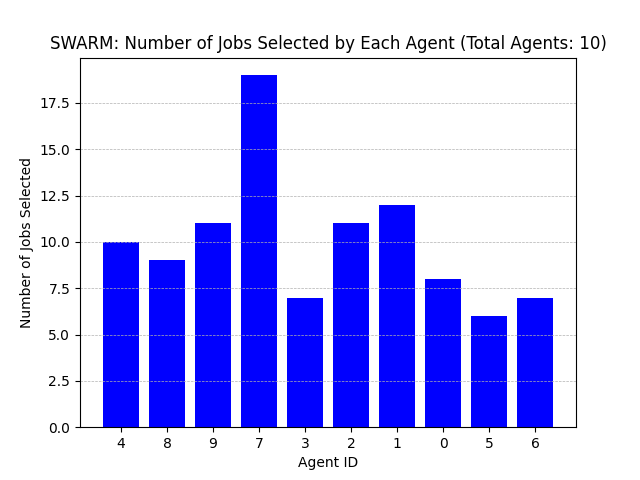 SWARM: Number of Jobs Selected by Each Agent (Total Agents: 10)
Number of Jobs Selected
17.5
15.0
12.5
10.0
7.5
5.0
2.5
0.0
4 8 9 7 3 2 1 0 5 6
Agent ID